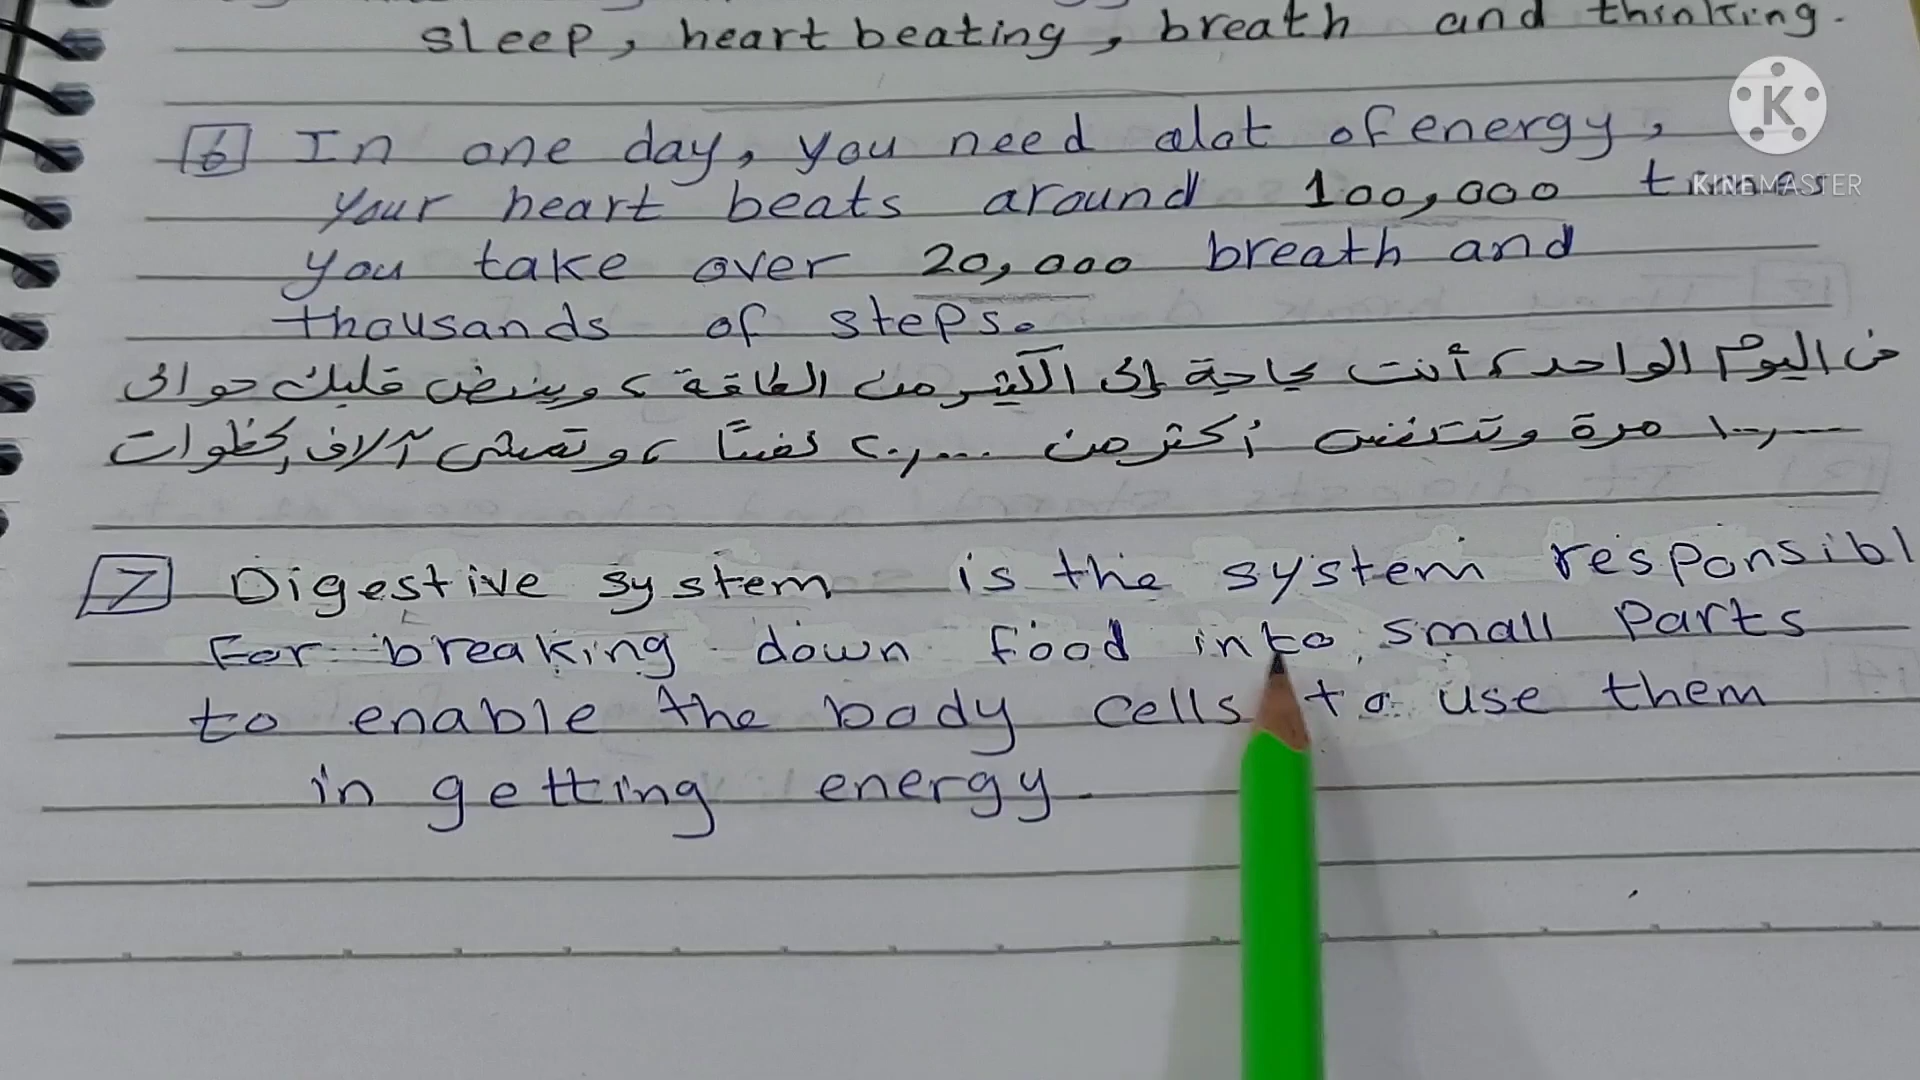 sleep, heart beating, breath and thinking.
6 In one day, you need alot of energy,
your heart beats around 100,000 times
you take over 20,000 breath and
thousands of steps.
فى اليوم الواحد، أنت بحاجة إلى الكثير من الطاقة، وينبض قلبك حوالى
١٠٠,٠٠٠ مرة وتتنفس أكثر من ٢٠,٠٠٠ نفسًا، وتمشى آلاف الخطوات
7 Digestive system is the system responsibl
For breaking down food into small parts
to enable the body cells to use them
in getting energy.
K
KINEMASTER